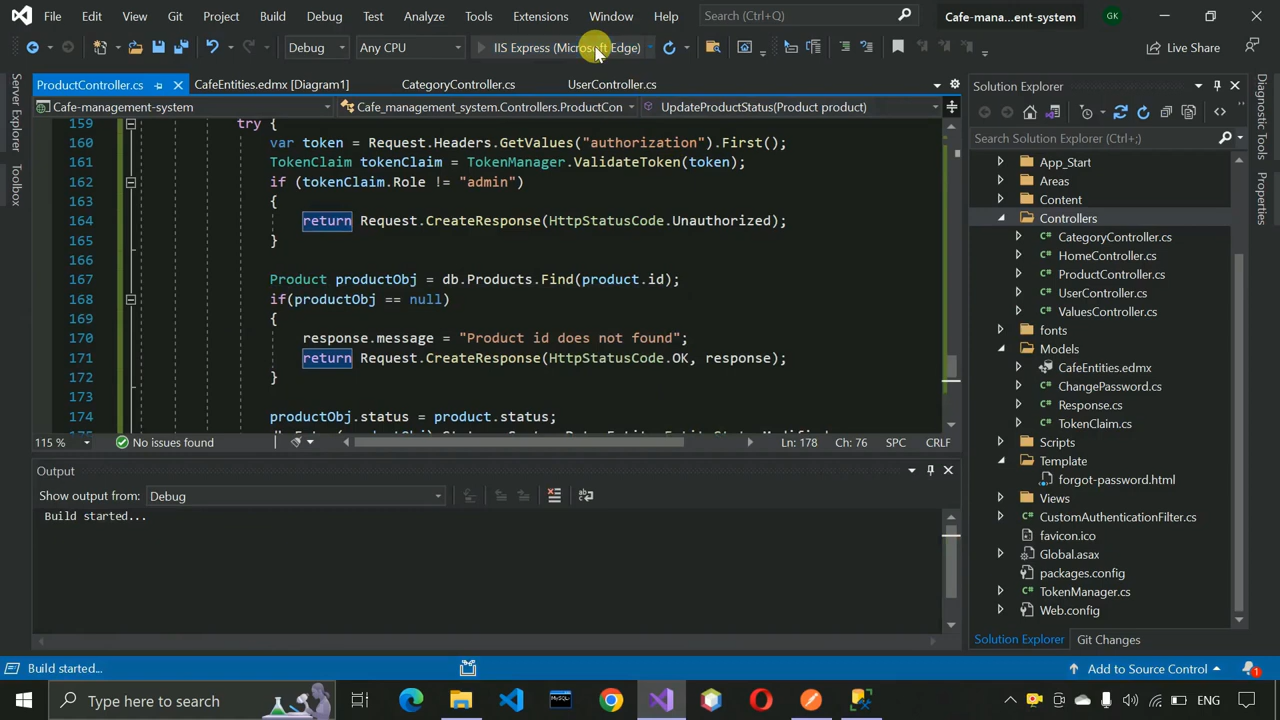 File Edit View Git Project Build Debug Test Analyze Tools Extensions Window Help Search (Ctrl+Q) Cafe-mana...ent-system GK
Debug Any CPU IIS Express (Microsoft Edge) Live Share
ProductController.cs CafeEntities.edmx [Diagram1] CategoryController.cs UserController.cs
Cafe-management-system Cafe_management_system.Controllers.ProductCon UpdateProductStatus(Product product)
159 try {
160 var token = Request.Headers.GetValues("authorization").First();
161 TokenClaim tokenClaim = TokenManager.ValidateToken(token);
162 if (tokenClaim.Role != "admin")
163 {
164 return Request.CreateResponse(HttpStatusCode.Unauthorized);
165 }
166
167 Product productObj = db.Products.Find(product.id);
168 if(productObj == null)
169 {
170 response.message = "Product id does not found";
171 return Request.CreateResponse(HttpStatusCode.OK, response);
172 }
173
174 productObj.status = product.status;
115 % No issues found Ln: 178 Ch: 76 SPC CRLF
Output
Show output from: Debug
Build started...
Server Explorer
Toolbox
Solution Explorer
Search Solution Explorer (Ctrl+;)
App_Start
Areas
Content
Controllers
CategoryController.cs
HomeController.cs
ProductController.cs
UserController.cs
ValuesController.cs
fonts
Models
CafeEntities.edmx
ChangePassword.cs
Response.cs
TokenClaim.cs
Scripts
Template
forgot-password.html
Views
CustomAuthenticationFilter.cs
favicon.ico
Global.asax
packages.config
TokenManager.cs
Web.config
Solution Explorer Git Changes
Diagnostic Tools
Properties
Build started... Add to Source Control 1
Type here to search MySQL ENG